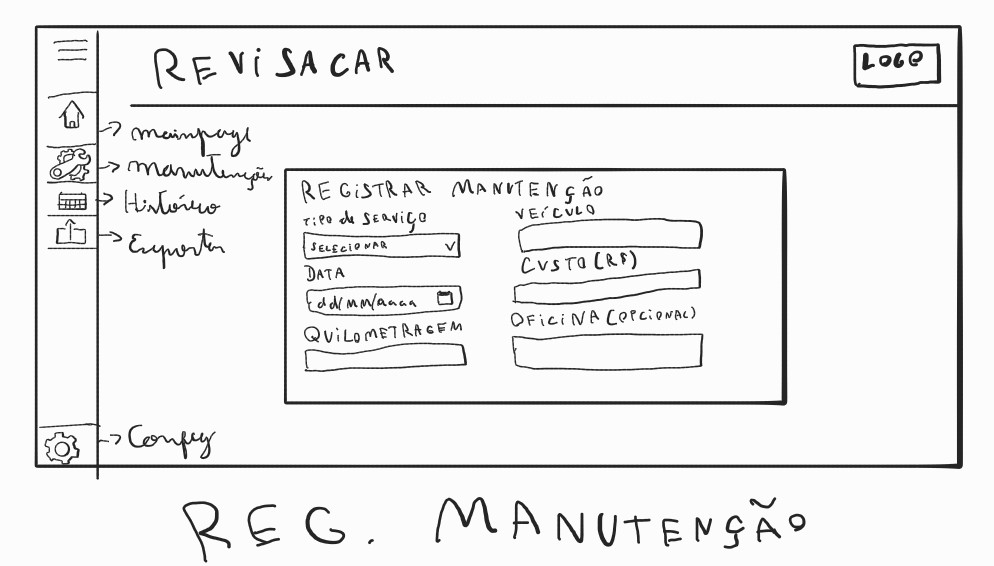 REVISACAR
LOGO
mainpage
manutenções
Histórico
Exportar
REGISTRAR MANUTENÇÃO
TIPO de SERVIÇO
VEÍCULO
SELECIONAR
CUSTO (R$)
DATA
dd/MM/aaaa
OFICINA (OPCIONAL)
QUILOMETRAGEM
Config
REG. MANUTENÇÃO